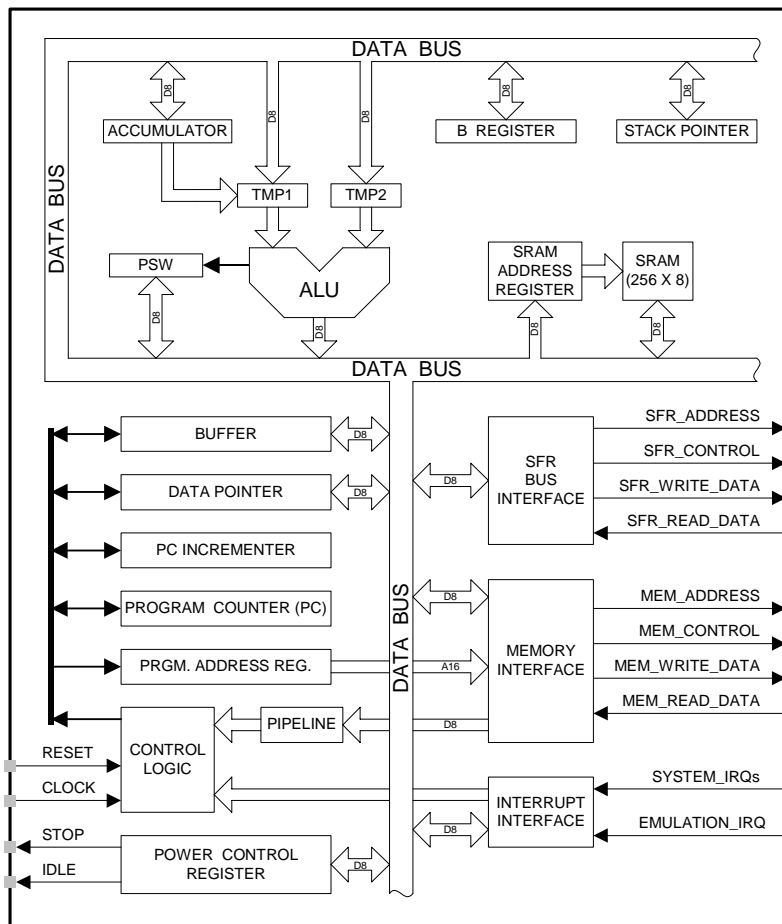 DATA BUS
D8
D8
D8
D8
D8
ACCUMULATOR
B REGISTER
STACK POINTER
DATA BUS
TMP1
TMP2
PSW
ALU
SRAM
ADDRESS
REGISTER
SRAM
(256 X 8)
D8
D8
D8
D8
DATA BUS
BUFFER
D8
DATA POINTER
D8
PC INCREMENTER
PROGRAM COUNTER (PC)
PRGM. ADDRESS REG.
A16
DATA BUS
D8
SFR
BUS
INTERFACE
SFR_ADDRESS
SFR_CONTROL
SFR_WRITE_DATA
SFR_READ_DATA
D8
MEMORY
INTERFACE
MEM_ADDRESS
MEM_CONTROL
MEM_WRITE_DATA
MEM_READ_DATA
CONTROL
LOGIC
PIPELINE
D8
RESET
CLOCK
INTERRUPT
INTERFACE
SYSTEM_IRQs
EMULATION_IRQ
D8
STOP
IDLE
POWER CONTROL
REGISTER
D8